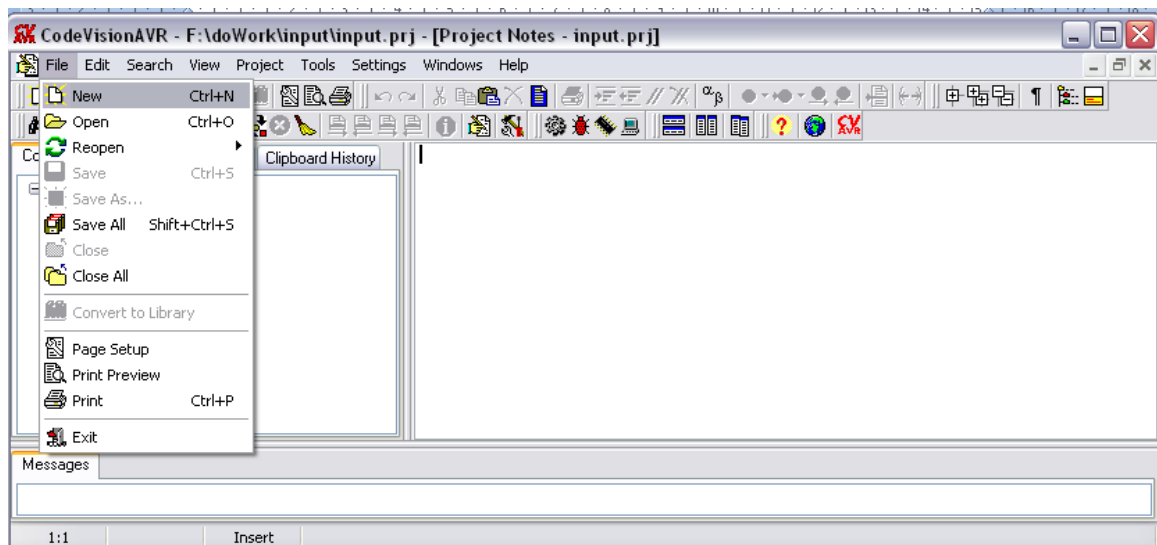 CodeVisionAVR - F:\doWork\input\input.prj - [Project Notes - input.prj]
File Edit Search View Project Tools Settings Windows Help
New Ctrl+N
Open Ctrl+O
Reopen
Save Ctrl+S
Save As...
Save All Shift+Ctrl+S
Close
Close All
Convert to Library
Page Setup
Print Preview
Print Ctrl+P
Exit
Clipboard History
Messages
1:1 Insert